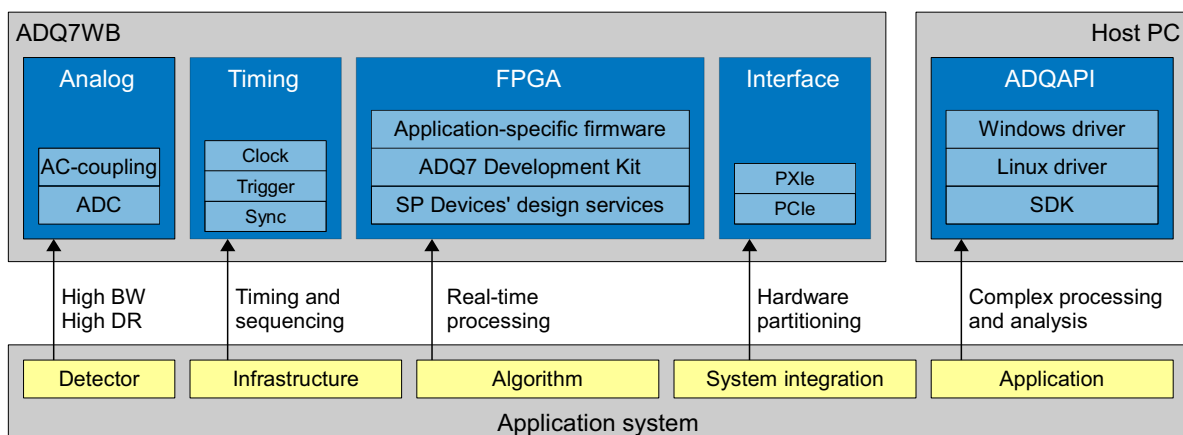 ADQ7WB
Host PC
Analog
Timing
FPGA
Interface
ADQAPI
AC-coupling
ADC
Clock
Trigger
Sync
Application-specific firmware
ADQ7 Development Kit
SP Devices' design services
PXIe
PCIe
Windows driver
Linux driver
SDK
High BW
High DR
Timing and
sequencing
Real-time
processing
Hardware
partitioning
Complex processing
and analysis
Detector
Infrastructure
Algorithm
System integration
Application
Application system